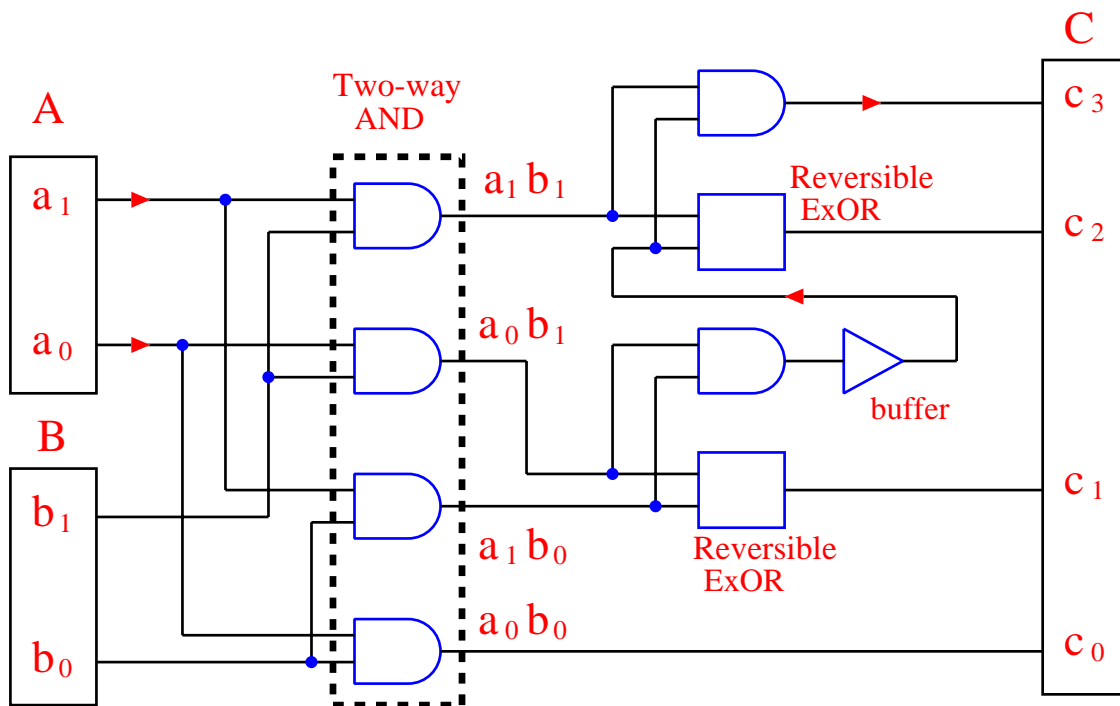 C
c 3
Two-way
AND
A
a 1
a 1 b 1
Reversible
ExOR
c 2
a 0
a 0 b 1
buffer
B
b 1
c 1
a 1 b 0
Reversible
ExOR
a 0 b 0
b 0
c 0